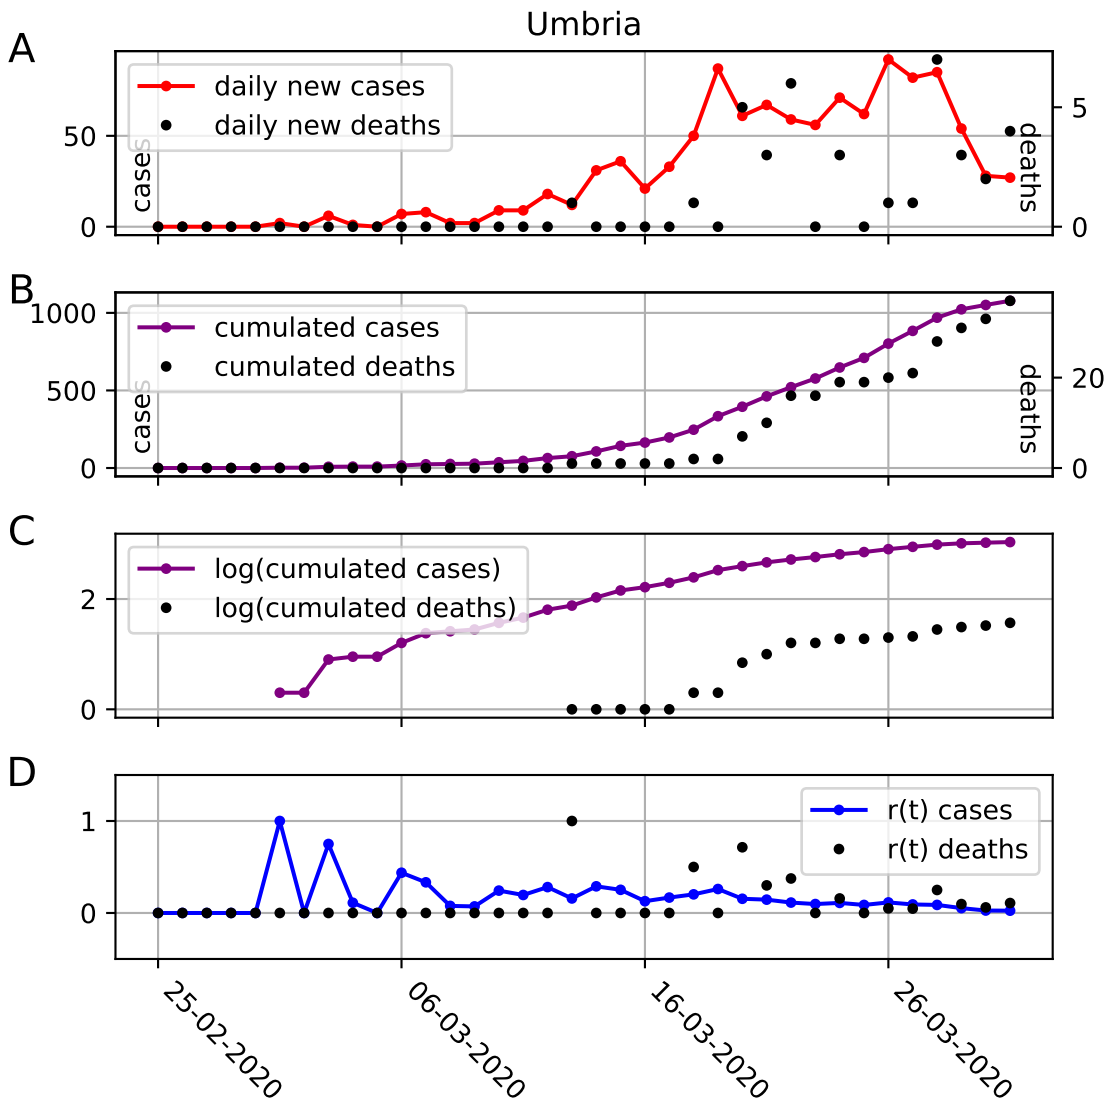 Umbria
A
daily new cases
daily new deaths
50
0
cases
5
0
deaths
B
cumulated cases
cumulated deaths
1000
500
0
cases
20
0
deaths
C
log(cumulated cases)
log(cumulated deaths)
2
0
D
r(t) cases
r(t) deaths
1
0
25-02-2020
06-03-2020
16-03-2020
26-03-2020